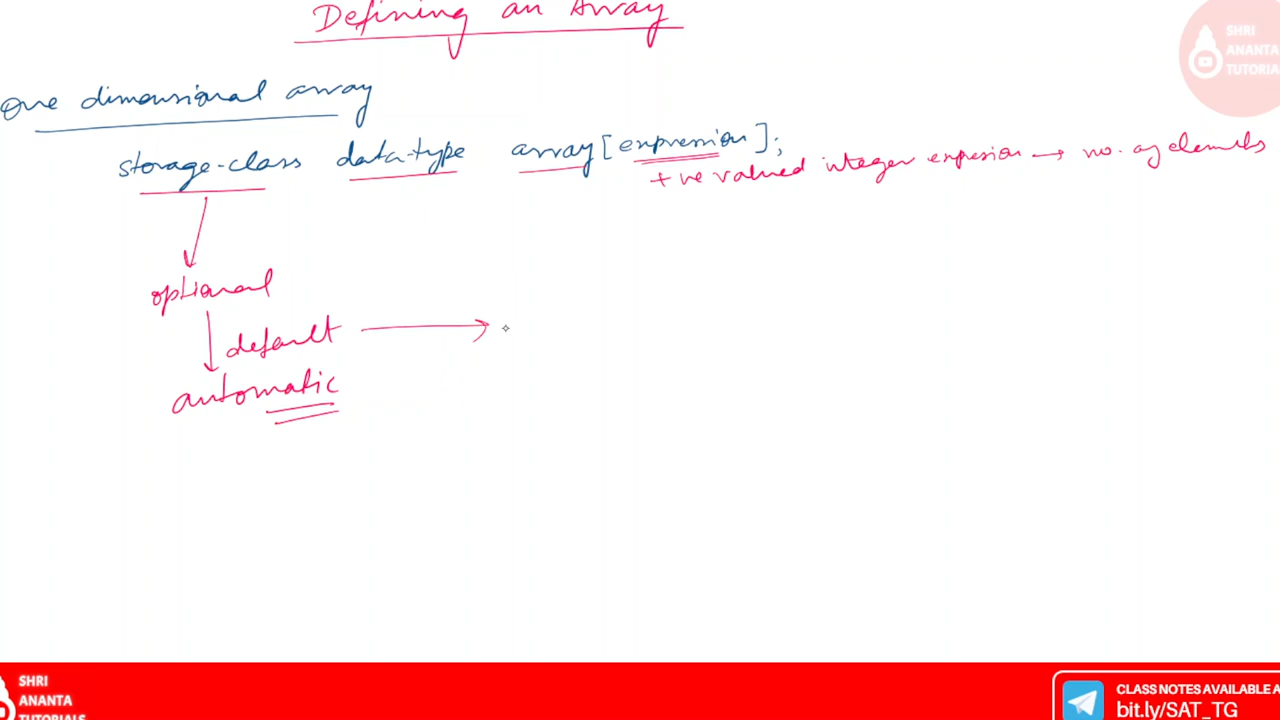 Defining an Array
SHRI
ANANTA
TUTORIA
One dimensional array
storage-class data-type array[expression];
+ve valued integer expression → no. of elements
optional
default
automatic
SHRI
ANANTA
TUTORIALS
CLASS NOTES AVAILABLE A
bit.ly/SAT_TG